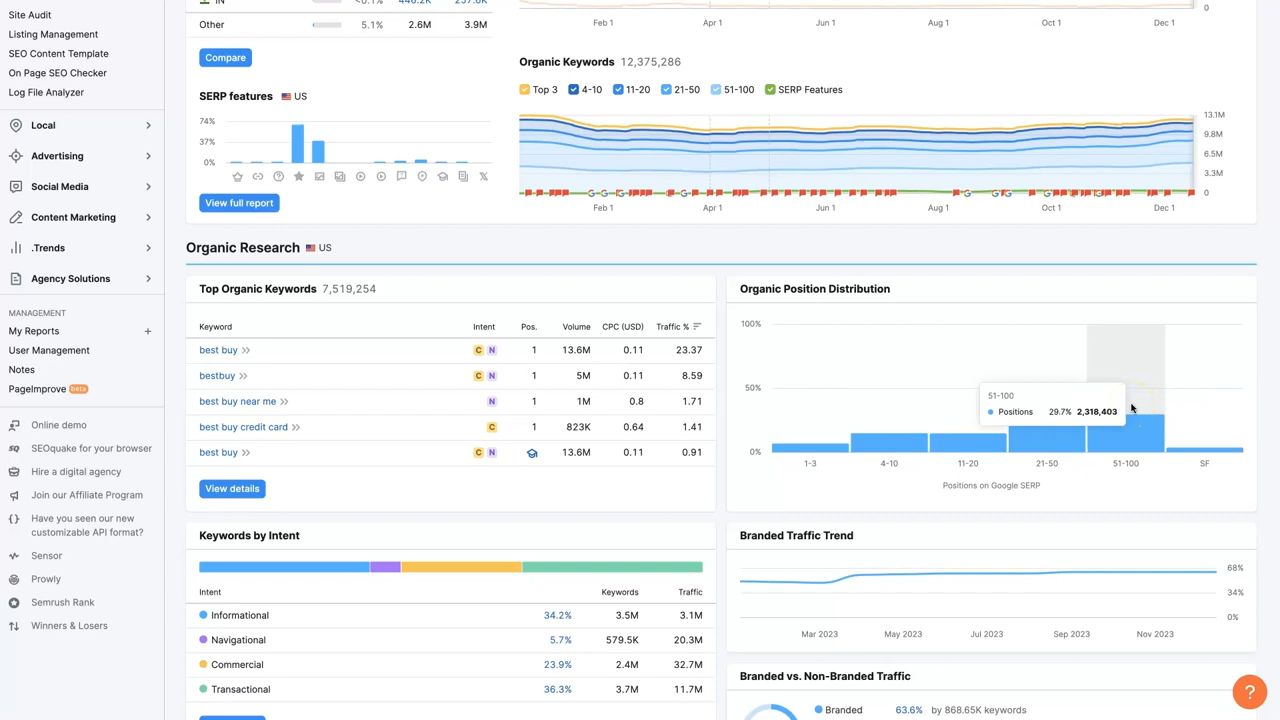 Site Audit
Listing Management
SEO Content Template
On Page SEO Checker
Log File Analyzer
Local
Advertising
Social Media
Content Marketing
.Trends
Agency Solutions
MANAGEMENT
My Reports +
User Management
Notes
PageImprove beta
Online demo
SEOquake for your browser
Hire a digital agency
Join our Affiliate Program
Have you seen our new
customizable API format?
Sensor
Prowly
Semrush Rank
Winners & Losers
IN <0.1% 446.2K 257.6K
Other 5.1% 2.6M 3.9M
Compare
SERP features US
74%
37%
0%
View full report
0
Feb 1 Apr 1 Jun 1 Aug 1 Oct 1 Dec 1
Organic Keywords 12,375,286
Top 3 4-10 11-20 21-50 51-100 SERP Features
13.1M
9.8M
6.5M
3.3M
0
Feb 1 Apr 1 Jun 1 Aug 1 Oct 1 Dec 1
Organic Research US
Top Organic Keywords 7,519,254
Keyword Intent Pos. Volume CPC (USD) Traffic %
best buy C N 1 13.6M 0.11 23.37
bestbuy C N 1 5M 0.11 8.59
best buy near me N 1 1M 0.8 1.71
best buy credit card C 1 823K 0.64 1.41
best buy C N 13.6M 0.11 0.91
View details
Organic Position Distribution
100%
50%
0%
51-100
Positions 29.7% 2,318,403
1-3 4-10 11-20 21-50 51-100 SF
Positions on Google SERP
Keywords by Intent
Intent Keywords Traffic
Informational 34.2% 3.5M 3.1M
Navigational 5.7% 579.5K 20.3M
Commercial 23.9% 2.4M 32.7M
Transactional 36.3% 3.7M 11.7M
Branded Traffic Trend
68%
34%
0%
Mar 2023 May 2023 Jul 2023 Sep 2023 Nov 2023
Branded vs. Non-Branded Traffic
Branded 63.6% by 868.65K keywords
?